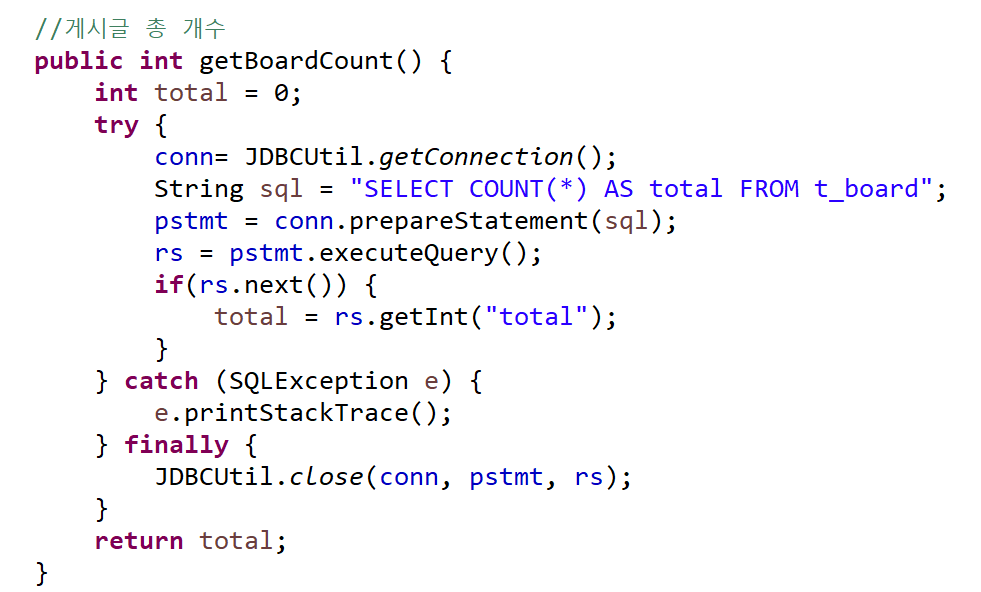 //게시글 총 개수
public int getBoardCount() {
    int total = 0;
    try {
        conn= JDBCUtil.getConnection();
        String sql = "SELECT COUNT(*) AS total FROM t_board";
        pstmt = conn.prepareStatement(sql);
        rs = pstmt.executeQuery();
        if(rs.next()) {
            total = rs.getInt("total");
        }
    } catch (SQLException e) {
        e.printStackTrace();
    } finally {
        JDBCUtil.close(conn, pstmt, rs);
    }
    return total;
}